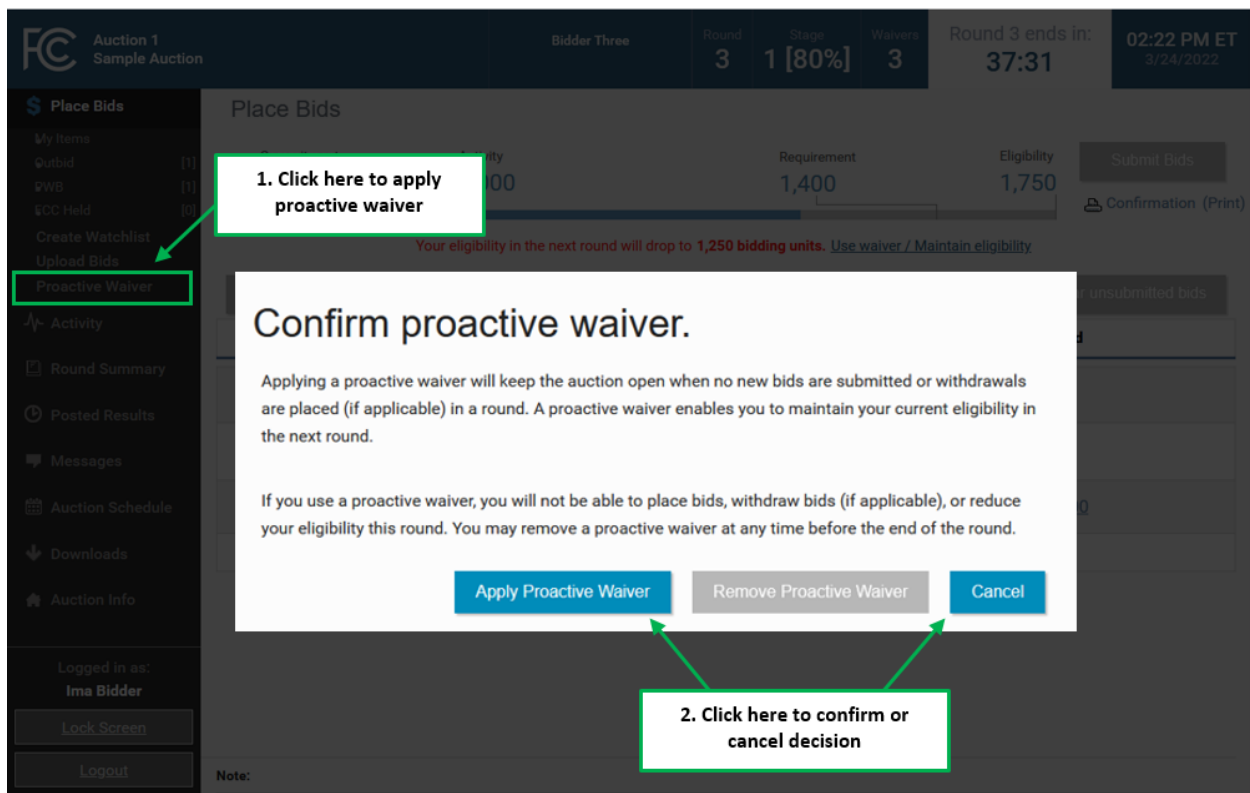 FCC
Auction 1
Sample Auction
Bidder Three
Round
3
Stage
1 [80%]
Waivers
3
Round 3 ends in:
37:31
02:22 PM ET
3/24/2022
Place Bids
My Items
Outbid [1]
PWB [1]
FCC Held [0]
Create Watchlist
Upload Bids
Proactive Waiver
Activity
Round Summary
Posted Results
Messages
Auction Schedule
Downloads
Auction Info
Logged in as:
Ima Bidder
Lock Screen
Logout
Place Bids
Requirement
1,400
Eligibility
1,750
Submit Bids
Confirmation (Print)
Your eligibility in the next round will drop to 1,250 bidding units. Use waiver / Maintain eligibility
unsubmitted bids
1. Click here to apply
proactive waiver
Confirm proactive waiver.
Applying a proactive waiver will keep the auction open when no new bids are submitted or withdrawals
are placed (if applicable) in a round. A proactive waiver enables you to maintain your current eligibility in
the next round.
If you use a proactive waiver, you will not be able to place bids, withdraw bids (if applicable), or reduce
your eligibility this round. You may remove a proactive waiver at any time before the end of the round.
Apply Proactive Waiver
Remove Proactive Waiver
Cancel
2. Click here to confirm or
cancel decision
Note: